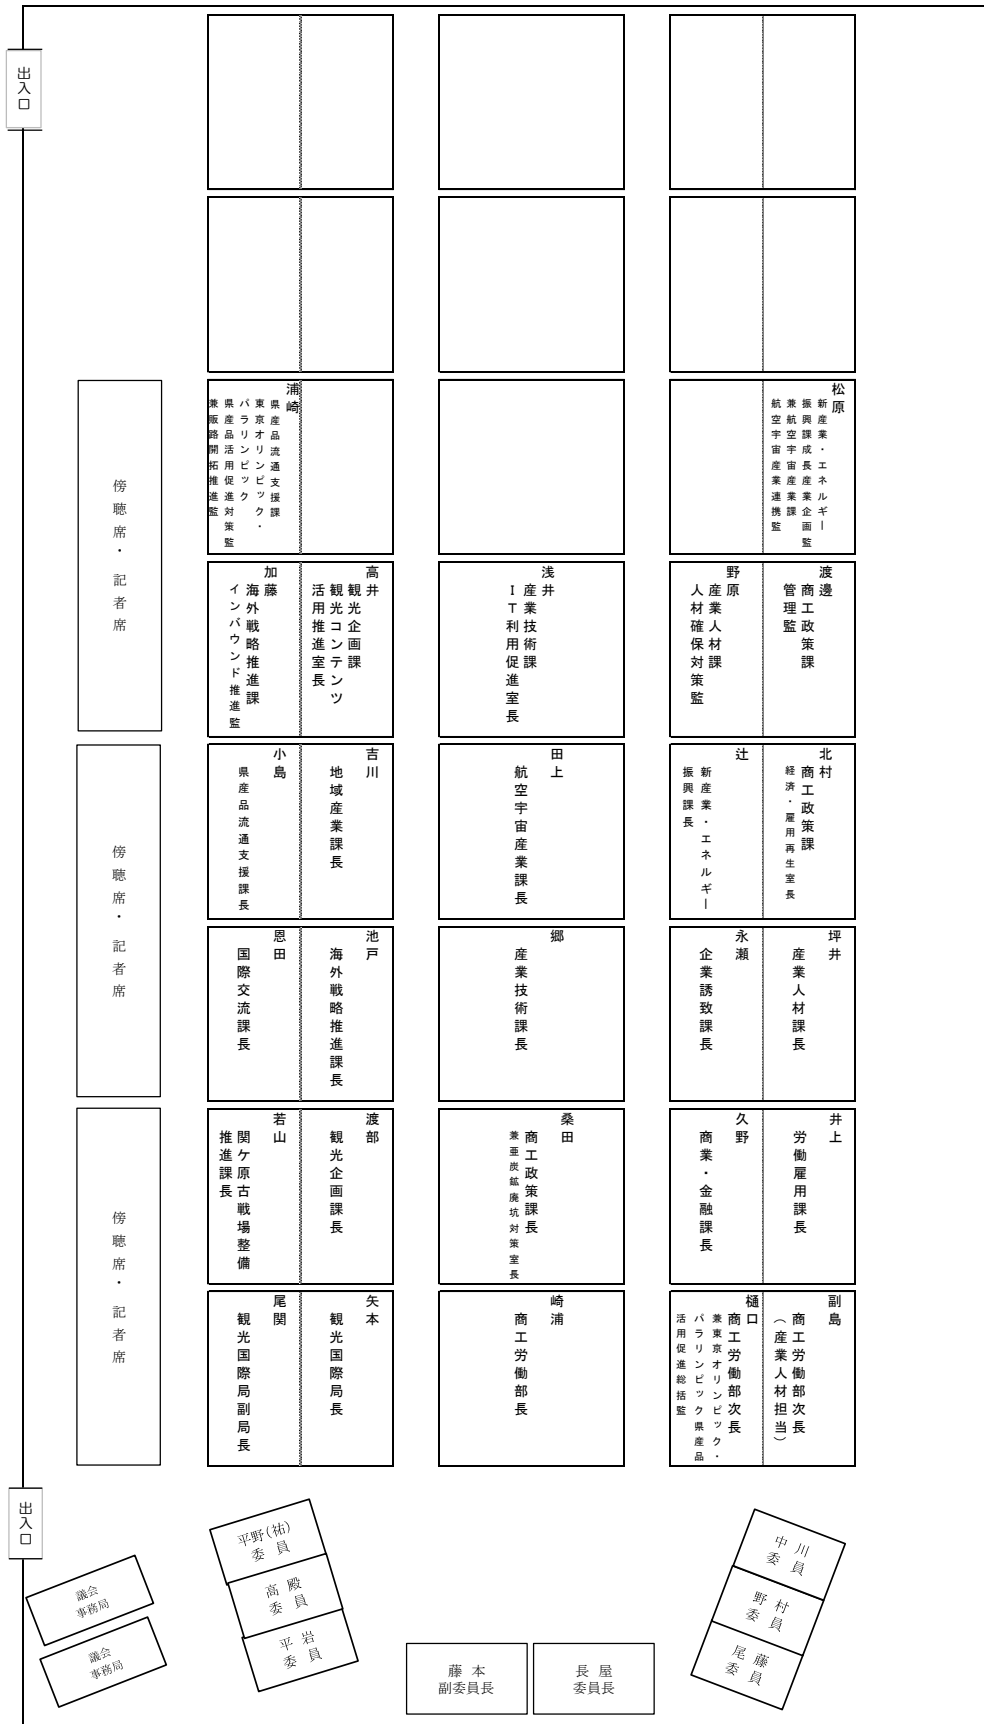 出入口
浦崎
県産品流通支援課
東京オリンピック・
パラリンピック
県産品活用促進対策監
兼販路開拓推進監
松原
新産業・エネルギー
振興課成長産業企画監
兼航空宇宙産業課
航空宇宙産業連携監
傍聴席・記者席
加藤
海外戦略推進課
インバウンド推進監
高井
観光企画課
観光コンテンツ
活用推進室長
浅井
産業技術課
IT利用促進室長
野原
産業人材課
人材確保対策監
渡邊
商工政策課
管理監
小島
県産品流通支援課長
吉川
地域産業課長
田上
航空宇宙産業課長
辻
新産業・エネルギー
振興課長
北村
商工政策課
経済・雇用再生室長
傍聴席・記者席
恩田
国際交流課長
池戸
海外戦略推進課長
郷
産業技術課長
永瀬
企業誘致課長
坪井
産業人材課長
若山
関ケ原古戦場整備
推進課長
渡部
観光企画課長
桑田
商工政策課長
兼亜炭鉱廃坑対策室長
久野
商業・金融課長
井上
労働雇用課長
傍聴席・記者席
尾関
観光国際局副局長
矢本
観光国際局長
崎浦
商工労働部長
樋口
商工労働部次長
兼東京オリンピック・
パラリンピック県産品
活用促進総括監
副島
商工労働部次長
(産業人材担当)
出入口
平野(祐)
委員
高殿
委員
平岩
委員
議会
事務局
議会
事務局
藤本
副委員長
長屋
委員長
中川
委員
野村
委員
尾藤
委員